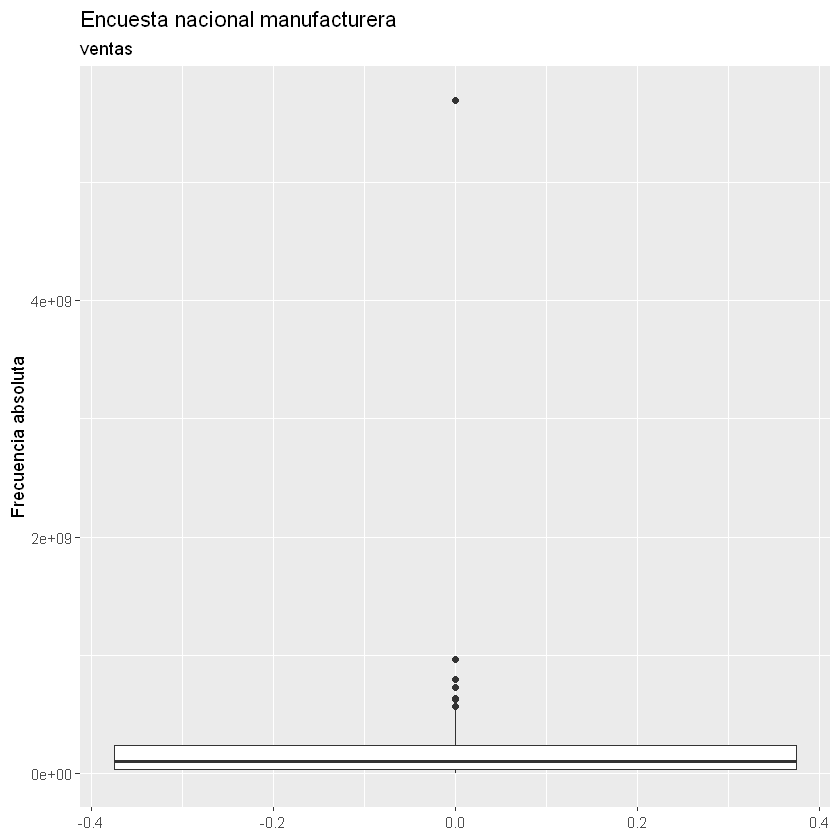 Encuesta nacional manufacturera
ventas
Frecuencia absoluta
4e+09
2e+09
0e+00
-0.4
-0.2
0.0
0.2
0.4